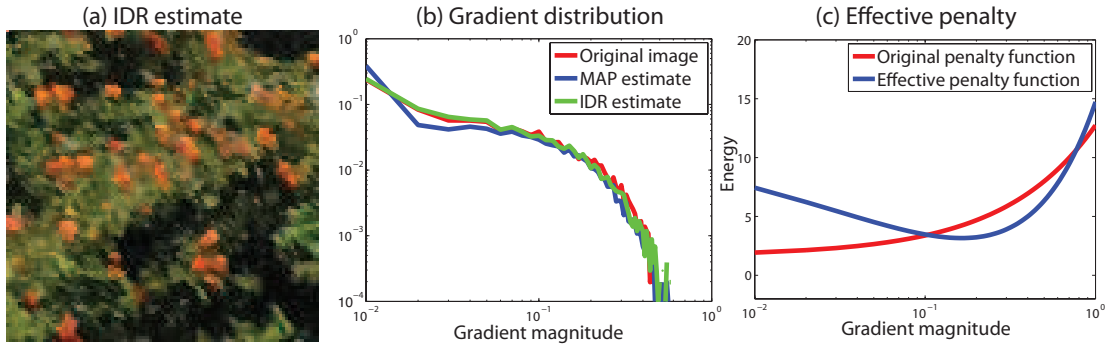 (a) IDR estimate
(b) Gradient distribution
10^0
10^-1
10^-2
10^-3
10^-4
Original image
MAP estimate
IDR estimate
10^-2
10^-1
10^0
Gradient magnitude
(c) Effective penalty
Energy
20
15
10
5
0
Original penalty function
Effective penalty function
10^-2
10^-1
10^0
Gradient magnitude